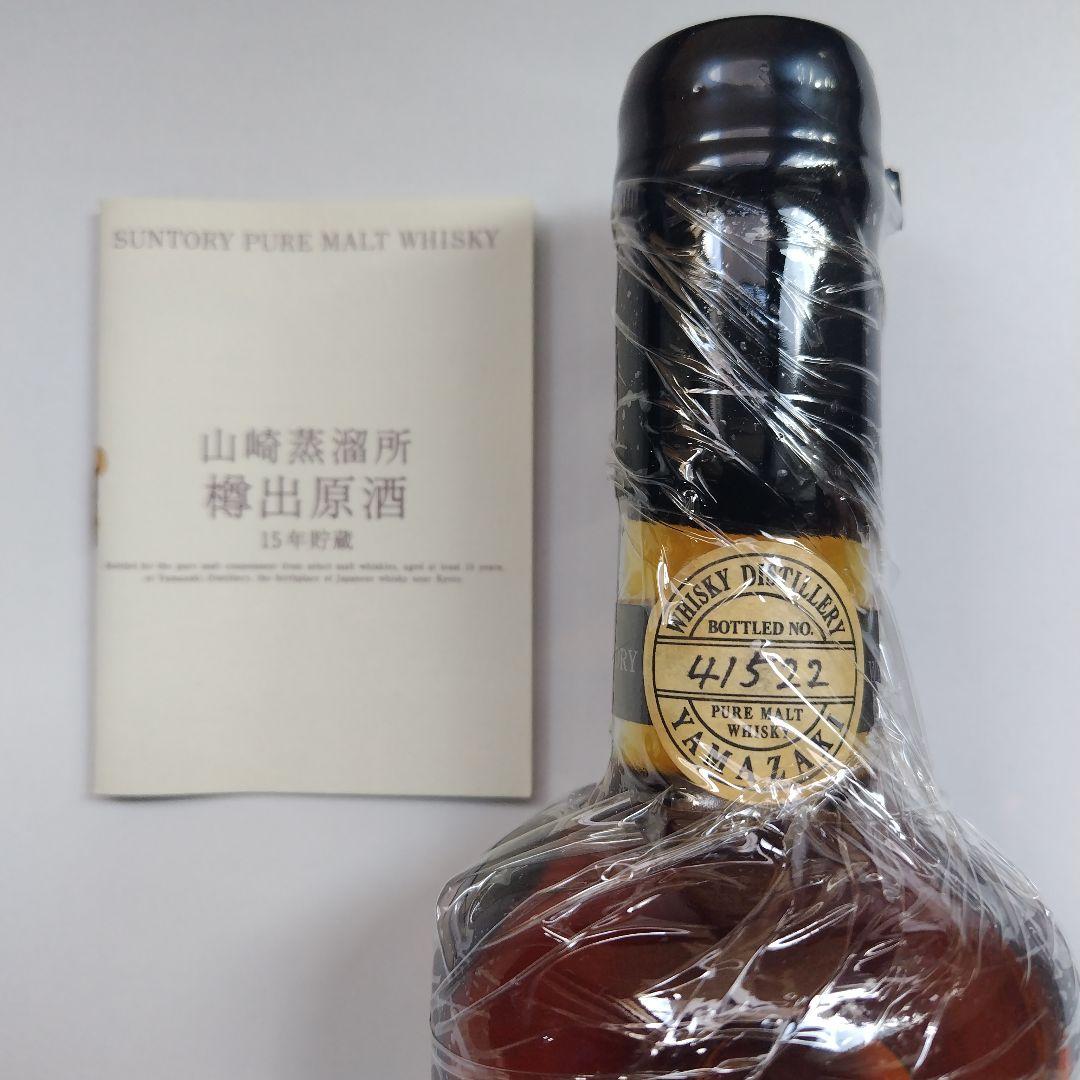 SUNTORY PURE MALT WHISKY
山崎蒸溜所
樽出原酒
15年貯蔵
WHISKY DISTILLERY
BOTTLED NO.
41522
PURE MALT
WHISKY
YAMAZAKI